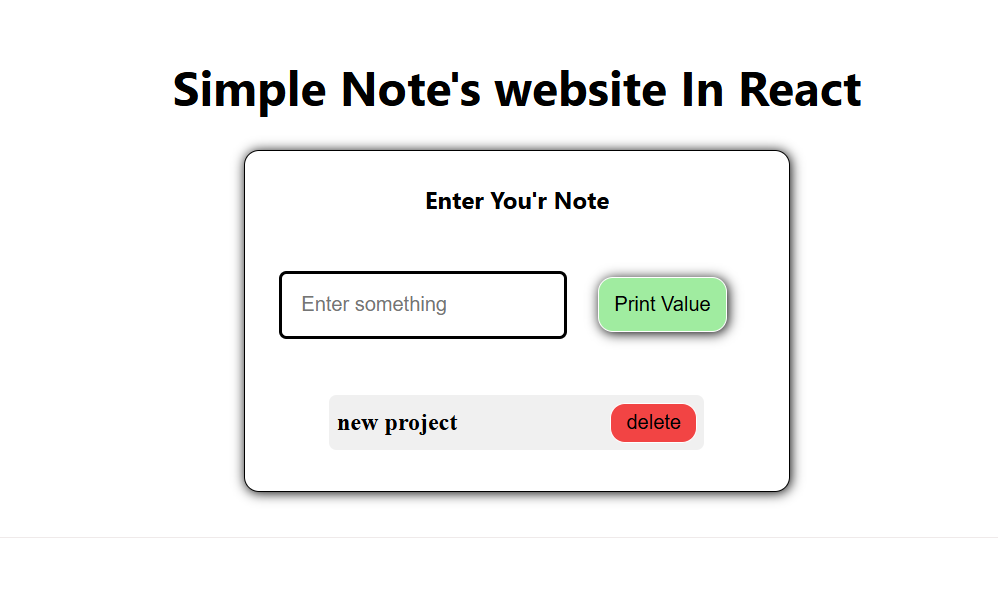 Simple Note's website In React
Enter You'r Note
Enter something
Print Value
new project
delete